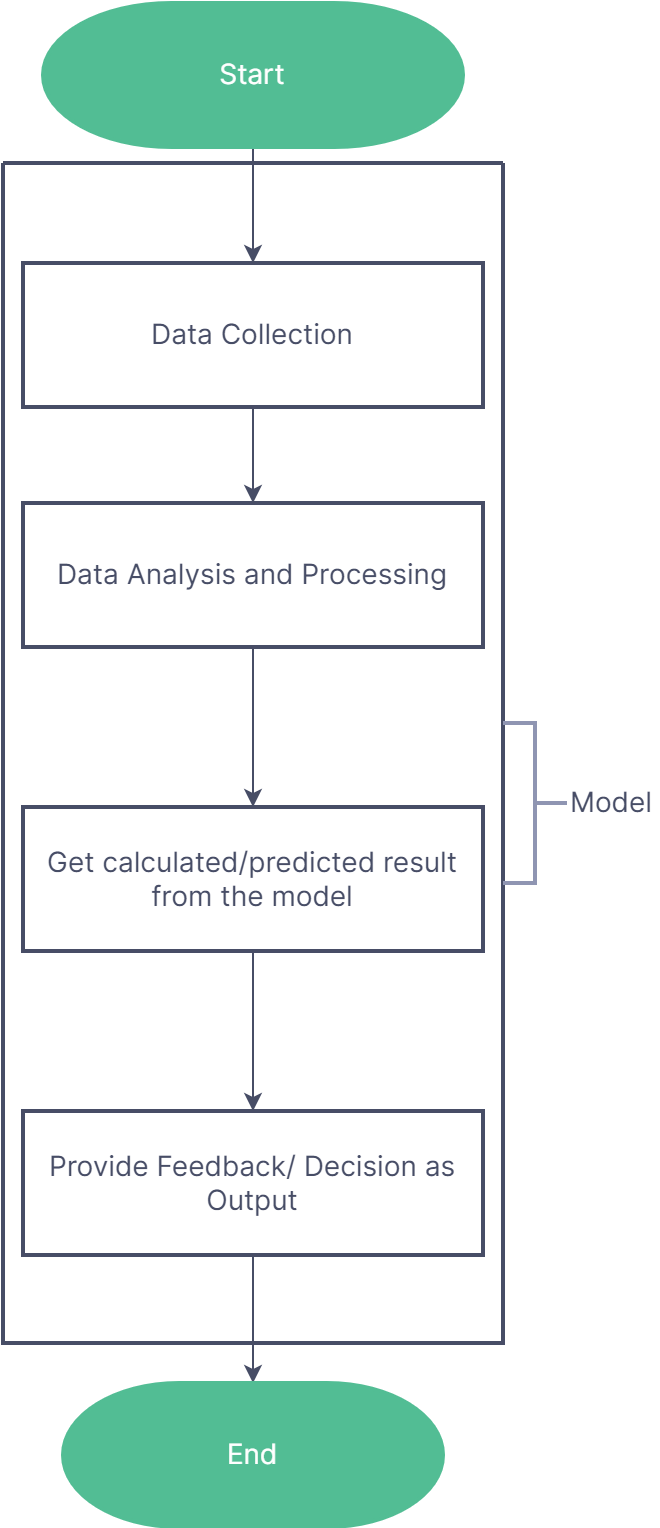 Start
Data Collection
Data Analysis and Processing
Model
Get calculated/predicted result
from the model
Provide Feedback/ Decision as
Output
End